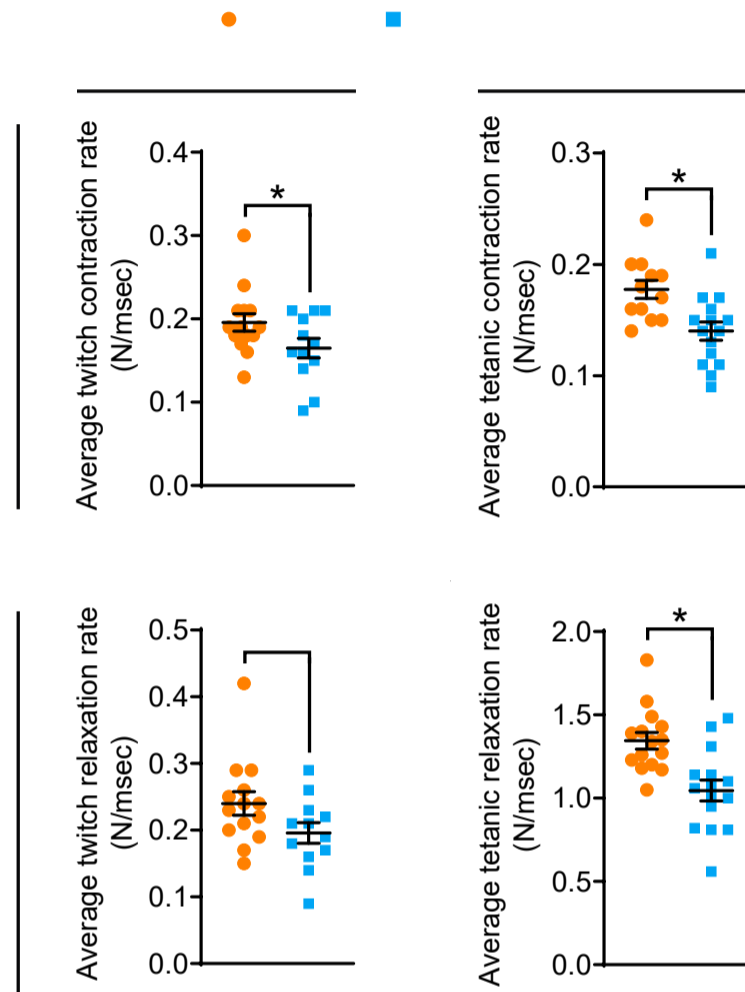 Average twitch contraction rate
(N/msec)
0.4
0.3
0.2
0.1
0.0
*
Average tetanic contraction rate
(N/msec)
0.3
0.2
0.1
0.0
*
Average twitch relaxation rate
(N/msec)
0.5
0.4
0.3
0.2
0.1
0.0
Average tetanic relaxation rate
(N/msec)
2.0
1.5
1.0
0.5
0.0
*